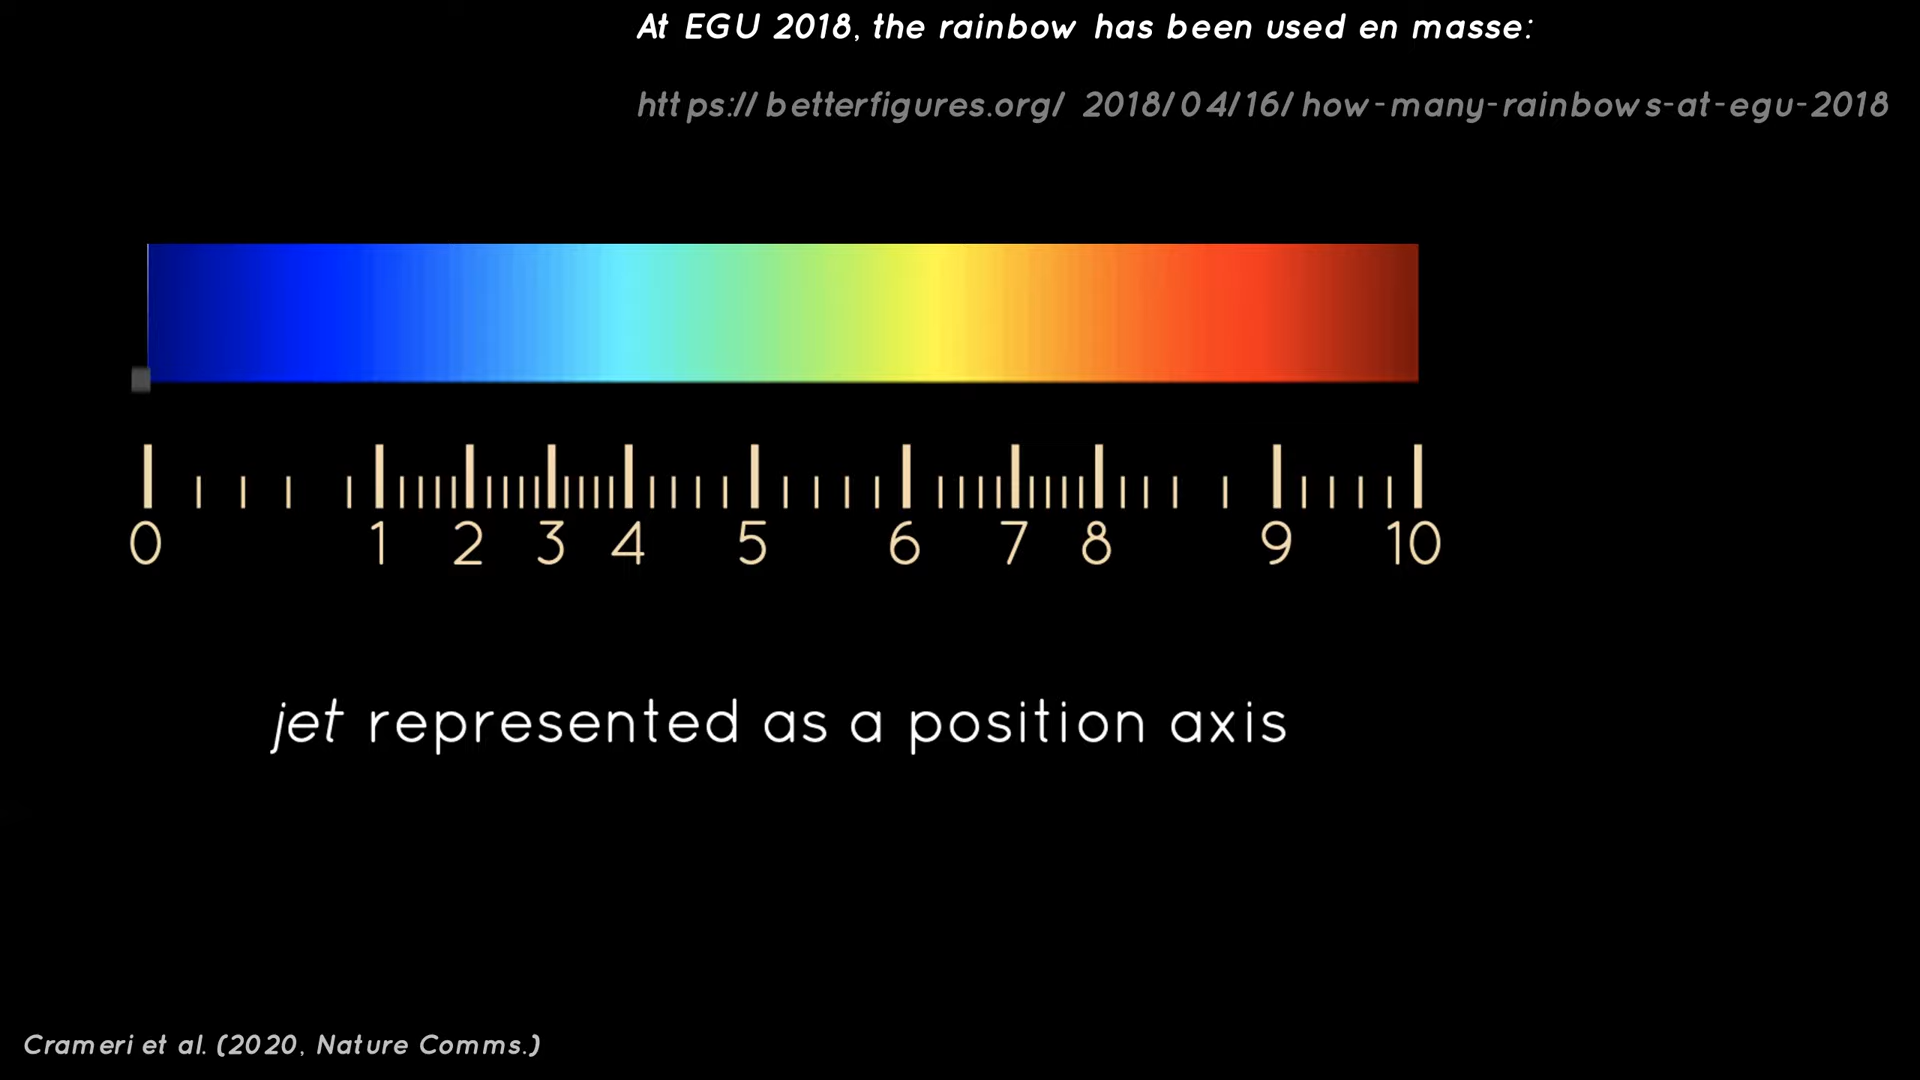 At EGU 2018, the rainbow has been used en masse:
https://betterfigures.org/2018/04/16/how-many-rainbows-at-egu-2018
0 1 2 3 4 5 6 7 8 9 10
jet represented as a position axis
Crameri et al. (2020, Nature Comms.)